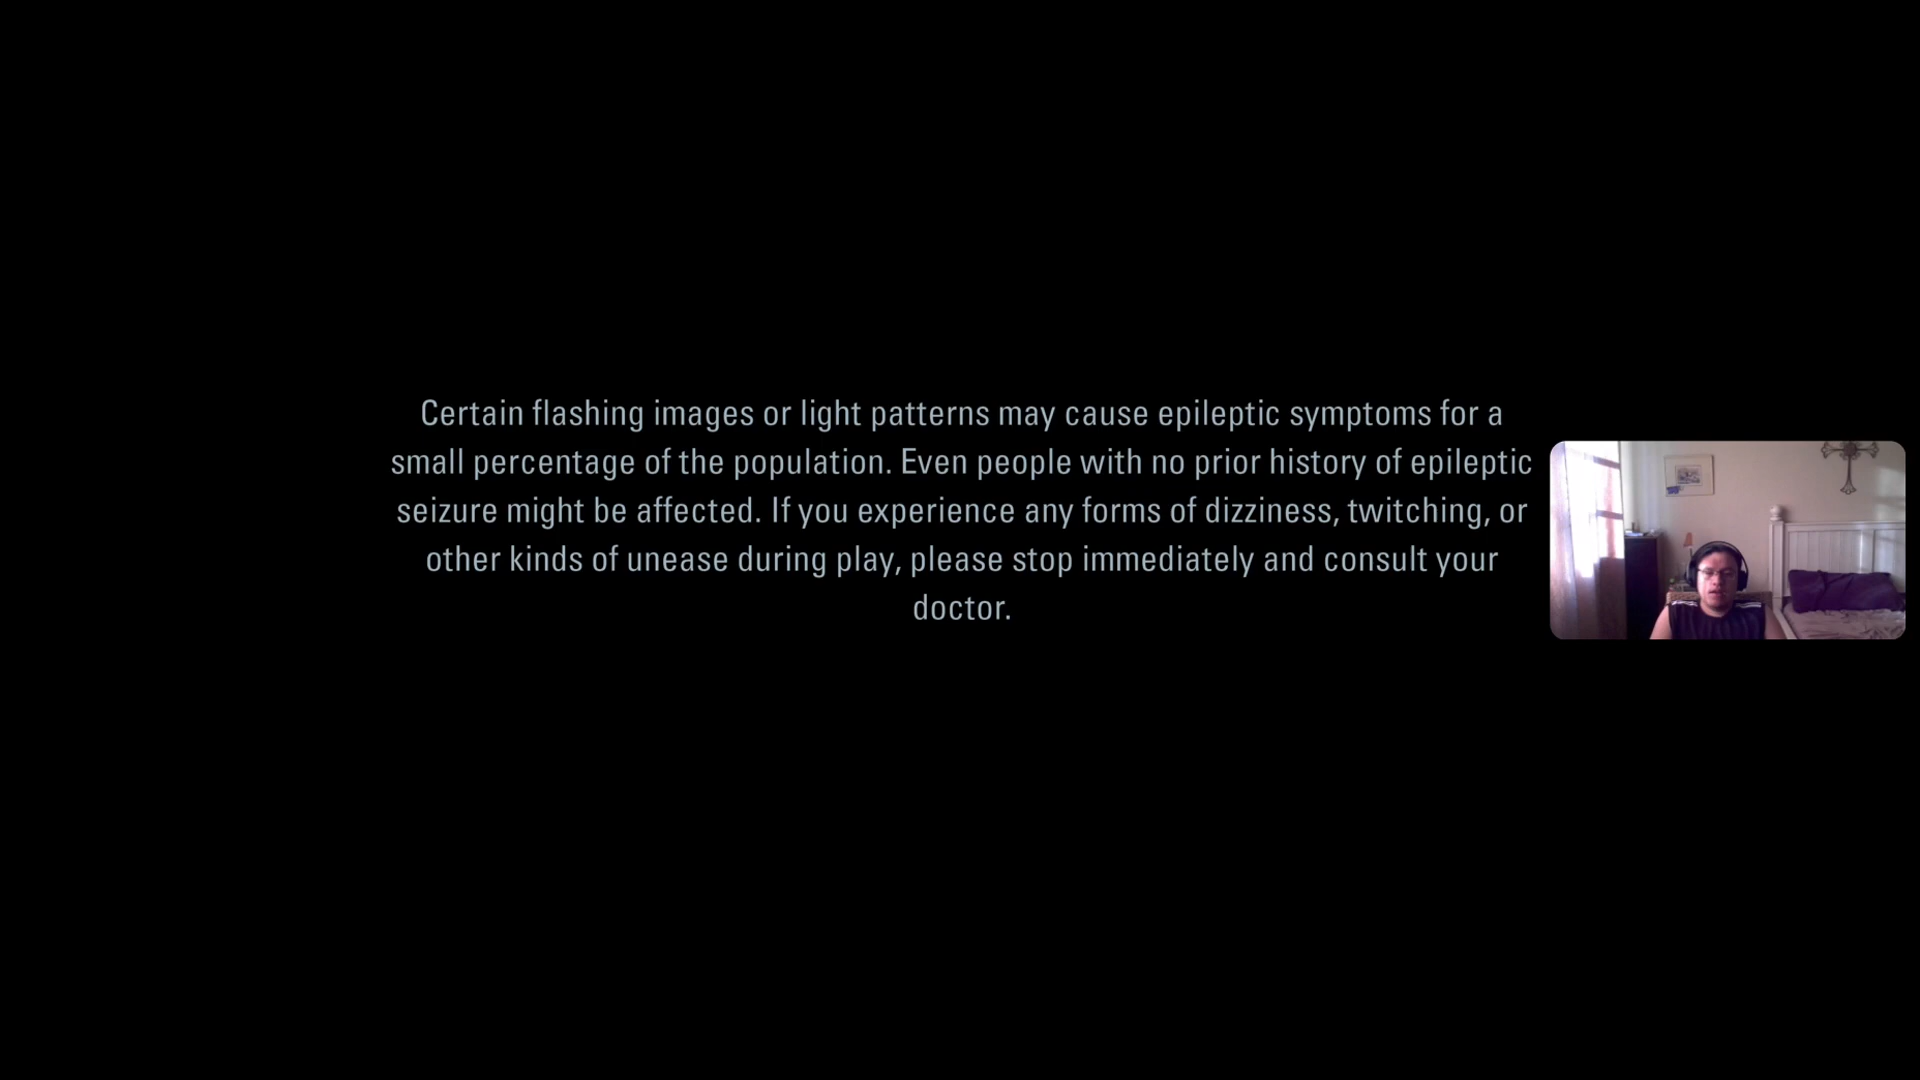 Certain flashing images or light patterns may cause epileptic symptoms for a
small percentage of the population. Even people with no prior history of epileptic
seizure might be affected. If you experience any forms of dizziness, twitching, or
other kinds of unease during play, please stop immediately and consult your
doctor.